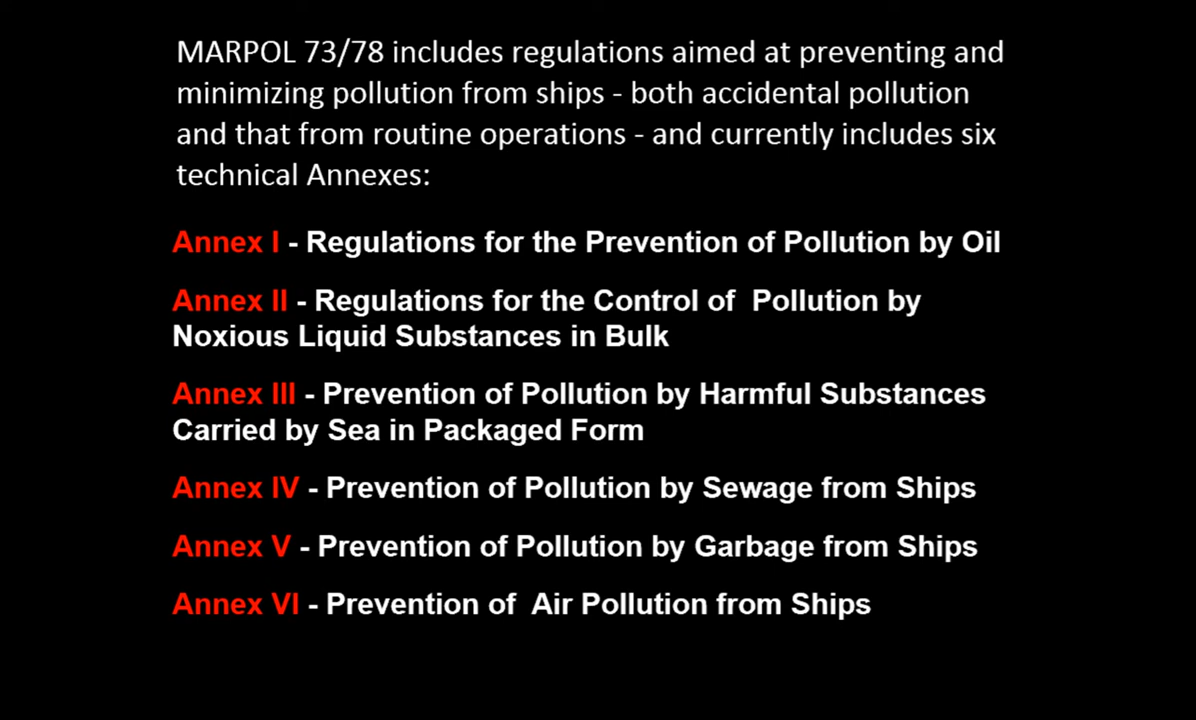 MARPOL 73/78 includes regulations aimed at preventing and
minimizing pollution from ships - both accidental pollution
and that from routine operations - and currently includes six
technical Annexes:
Annex I - Regulations for the Prevention of Pollution by Oil
Annex II - Regulations for the Control of  Pollution by
Noxious Liquid Substances in Bulk
Annex III - Prevention of Pollution by Harmful Substances
Carried by Sea in Packaged Form
Annex IV - Prevention of Pollution by Sewage from Ships
Annex V - Prevention of Pollution by Garbage from Ships
Annex VI - Prevention of  Air Pollution from Ships